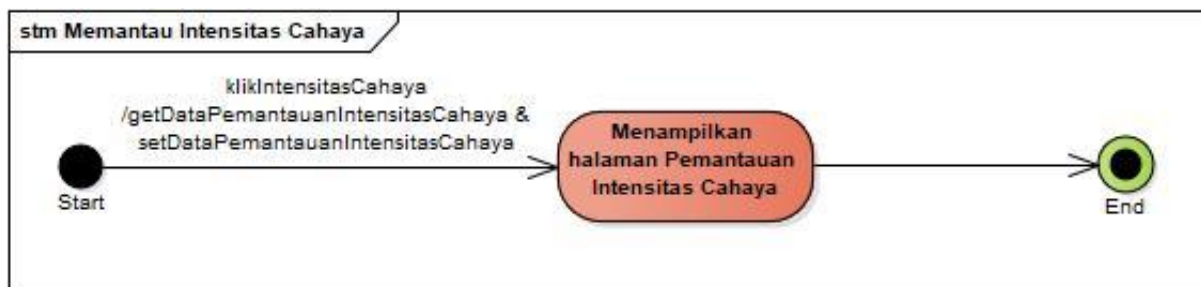 stm Memantau Intensitas Cahaya
klikIntensitasCahaya
/getDataPemantauanIntensitasCahaya &
setDataPemantauanIntensitasCahaya
Start
Menampilkan
halaman Pemantauan
Intensitas Cahaya
End